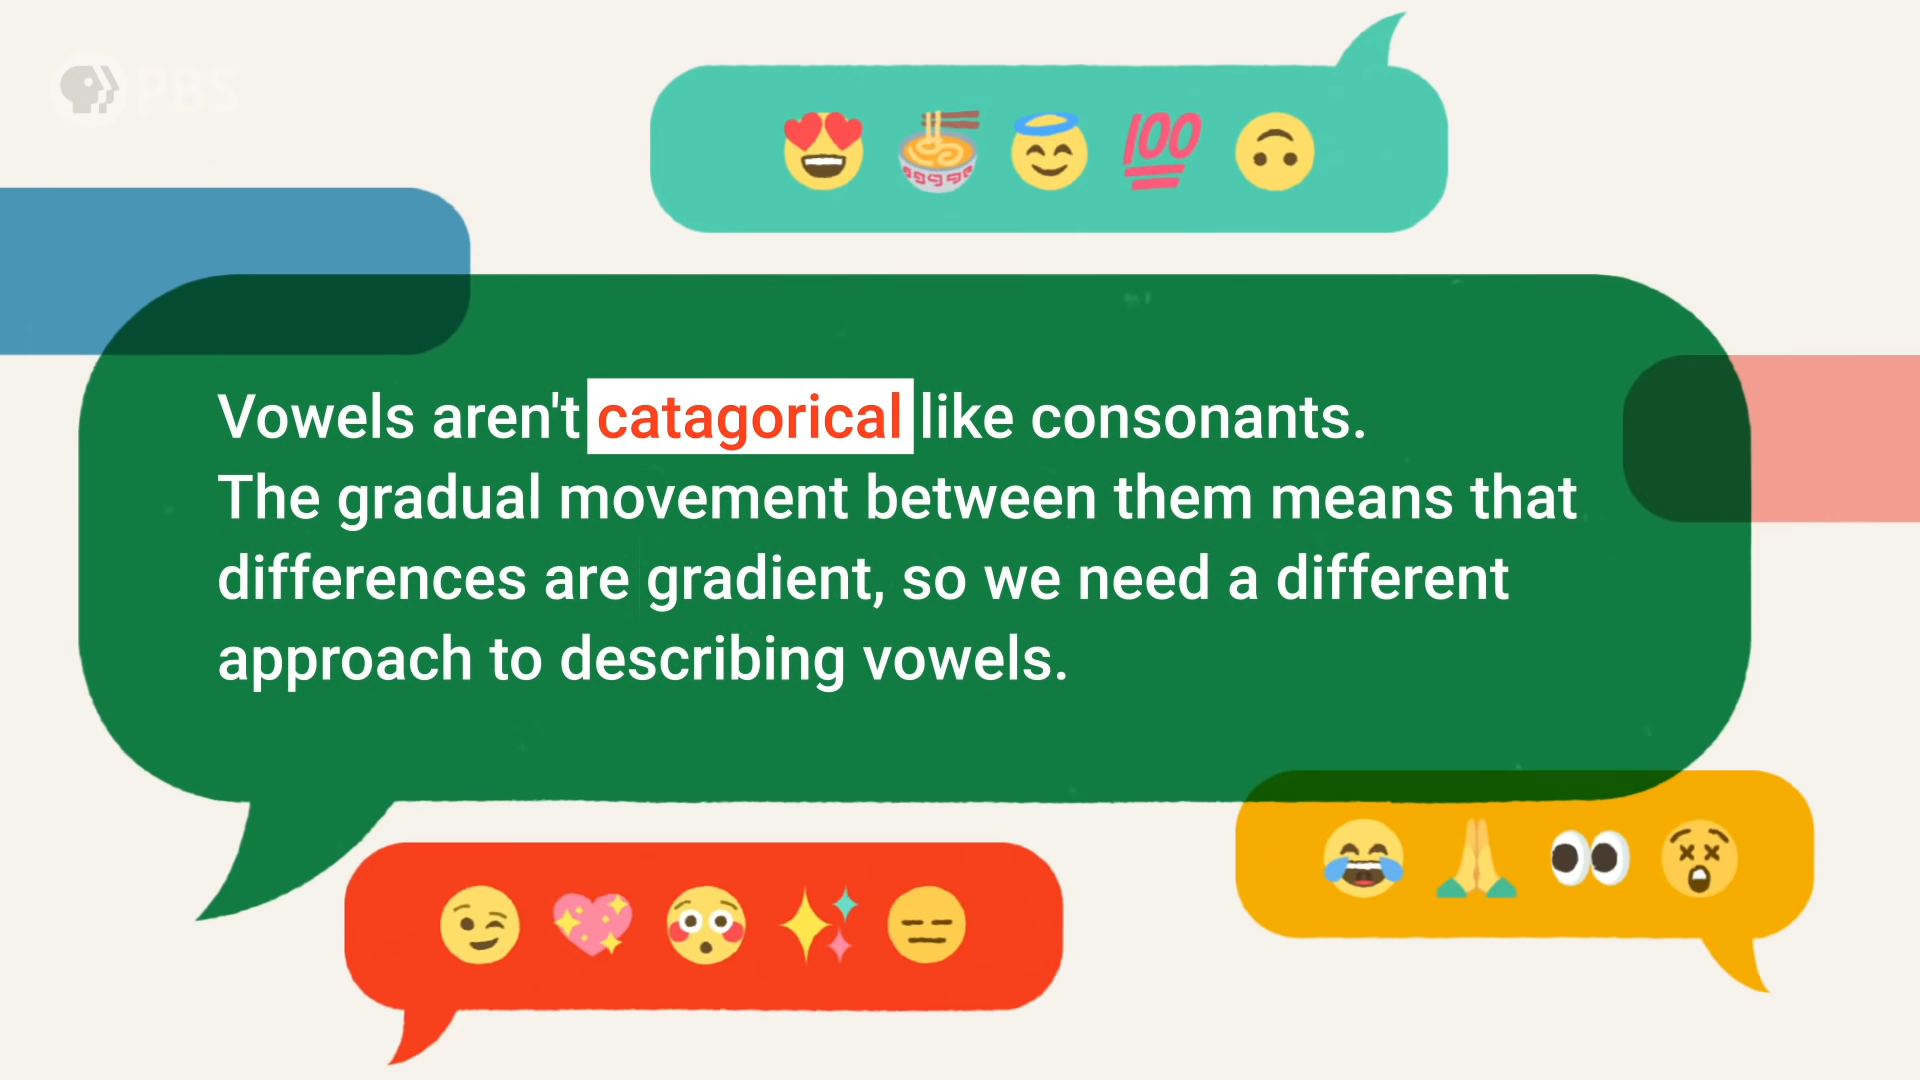 PBS
Vowels aren't catagorical like consonants.
The gradual movement between them means that
differences are gradient, so we need a different
approach to describing vowels.